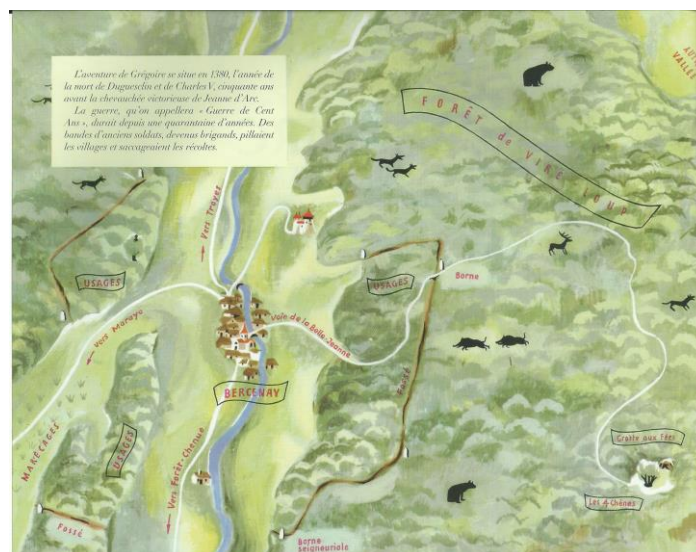 L'aventure de Grégoire se situe en 1380, l'année de
la mort de Duguesclin et de Charles V, cinquante ans
avant la chevauchée victorieuse de Jeanne d'Arc.
La guerre, qu'on appellera « Guerre de Cent
Ans », durait depuis une quarantaine d'années. Des
bandes d'anciens soldats, devenus brigands, pillaient
les villages et saccageaient les récoltes.
VALLÉ
FORÊT de VIRE LOUP
Vers Troyes
USAGES
USAGES
Borne
Vers Maraye
Voie de la Belle Jeanne
Fossé
BERCENAY
MARÉCAGES
USAGES
Vers Forêt Chenue
Grotte aux Fées
Les 4 Chênes
Fossé
Borne
seigneuriale